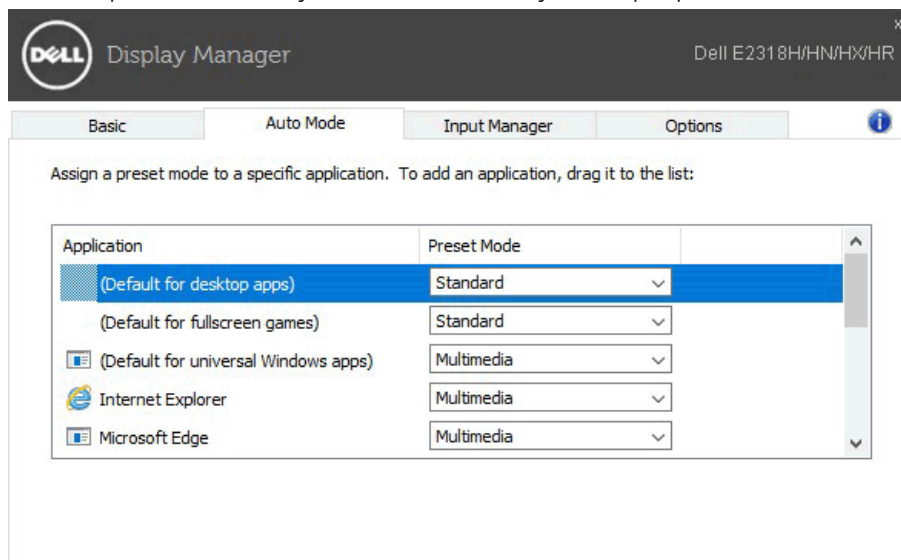 DELL Display Manager
x
Dell E2318H/HN/HX/HR
Basic Auto Mode Input Manager Options
Assign a preset mode to a specific application. To add an application, drag it to the list:
Application Preset Mode
(Default for desktop apps) Standard
(Default for fullscreen games) Standard
(Default for universal Windows apps) Multimedia
Internet Explorer Multimedia
Microsoft Edge Multimedia